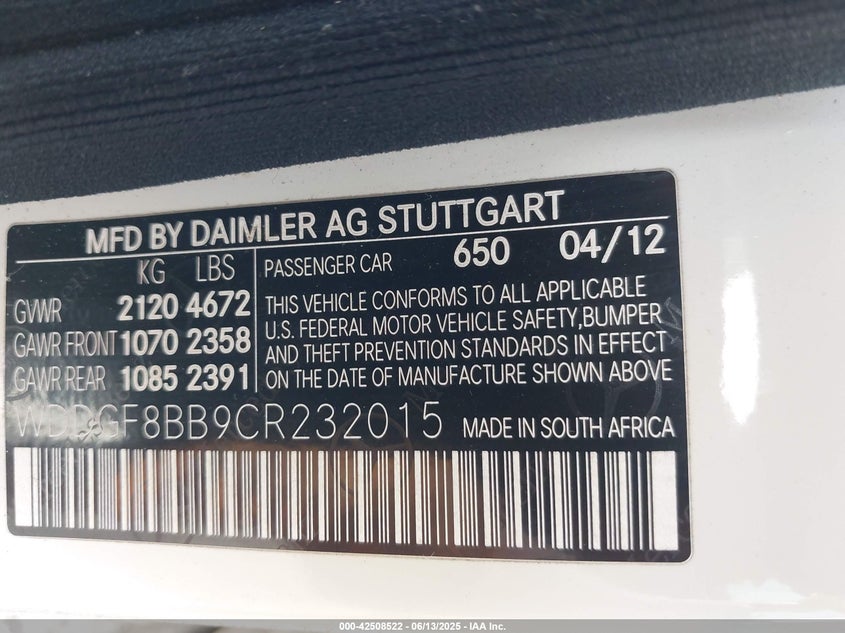 MFD BY DAIMLER AG STUTTGART
KG LBS
GVWR 2120 4672
GAWR FRONT 1070 2358
GAWR REAR 1085 2391
PASSENGER CAR 650 04/12
THIS VEHICLE CONFORMS TO ALL APPLICABLE
U.S. FEDERAL MOTOR VEHICLE SAFETY,BUMPER
AND THEFT PREVENTION STANDARDS IN EFFECT
ON THE DATE OF MANUFACTURE SHOWN ABOVE
WDDGF8BB9CR232015 MADE IN SOUTH AFRICA
000-42508522 - 06/13/2025 - IAA Inc.